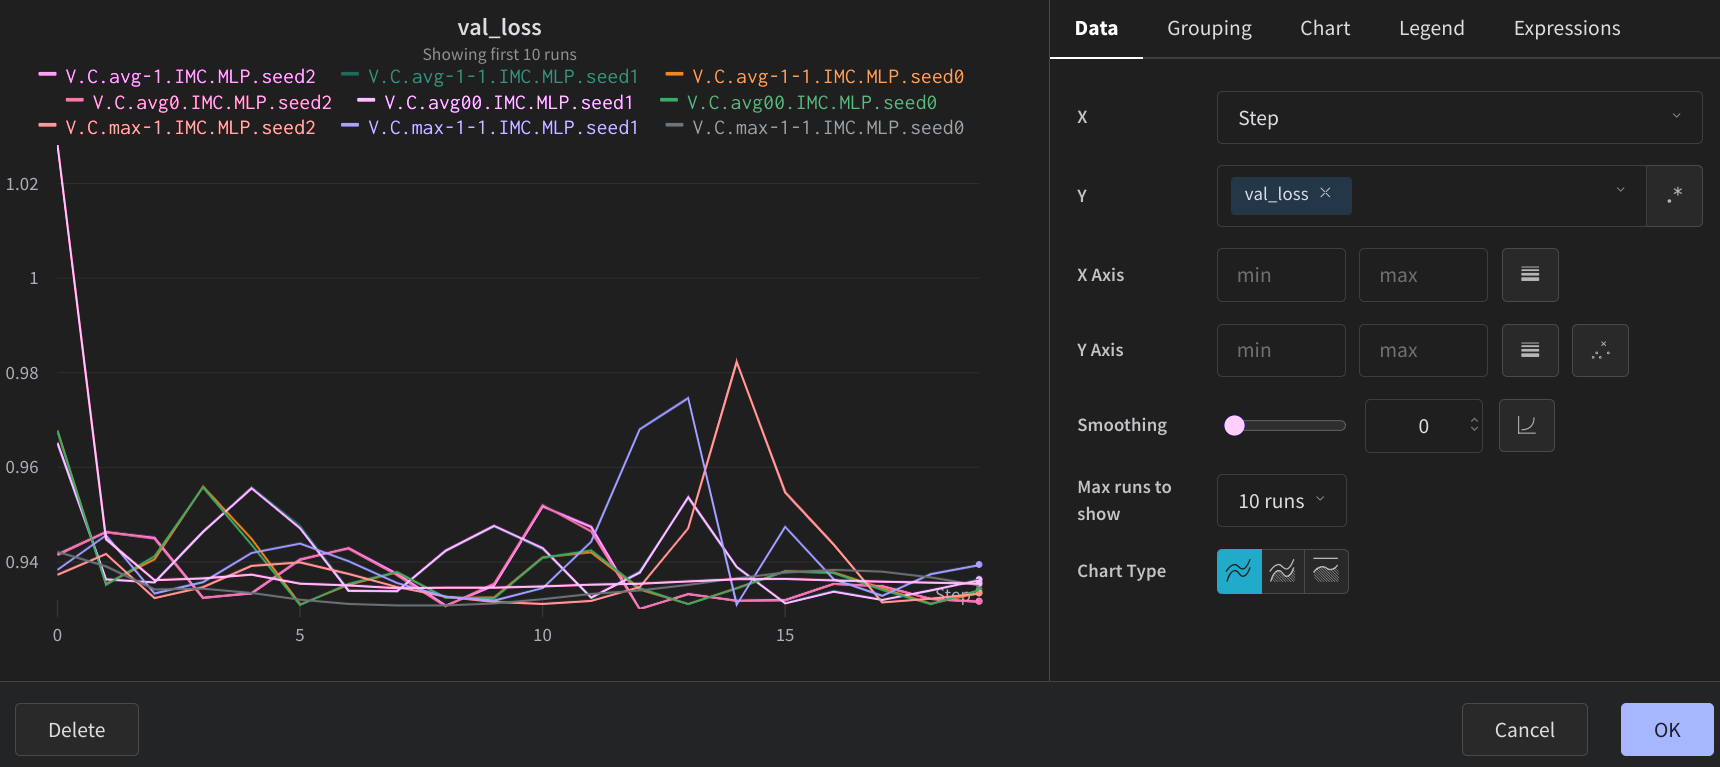 val_loss
Showing first 10 runs
V.C.avg-1.IMC.MLP.seed2 V.C.avg-1-1.IMC.MLP.seed1 V.C.avg-1-1.IMC.MLP.seed0
V.C.avg0.IMC.MLP.seed2 V.C.avg00.IMC.MLP.seed1 V.C.avg00.IMC.MLP.seed0
V.C.max-1.IMC.MLP.seed2 V.C.max-1-1.IMC.MLP.seed1 V.C.max-1-1.IMC.MLP.seed0
1.02
1
0.98
0.96
0.94
Step
0 5 10 15
Data Grouping Chart Legend Expressions
X Step
Y val_loss × .*
X Axis min max
Y Axis min max
Smoothing 0
Max runs to
show
10 runs
Chart Type
Delete Cancel OK